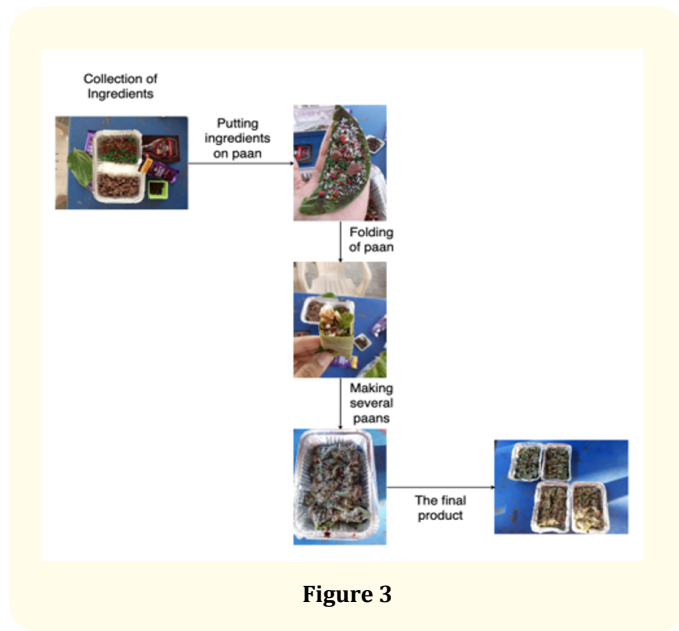 Collection of
Ingredients
Putting
ingredients
on paan
Folding
of paan
Making
several
paans
The final
product
Figure 3